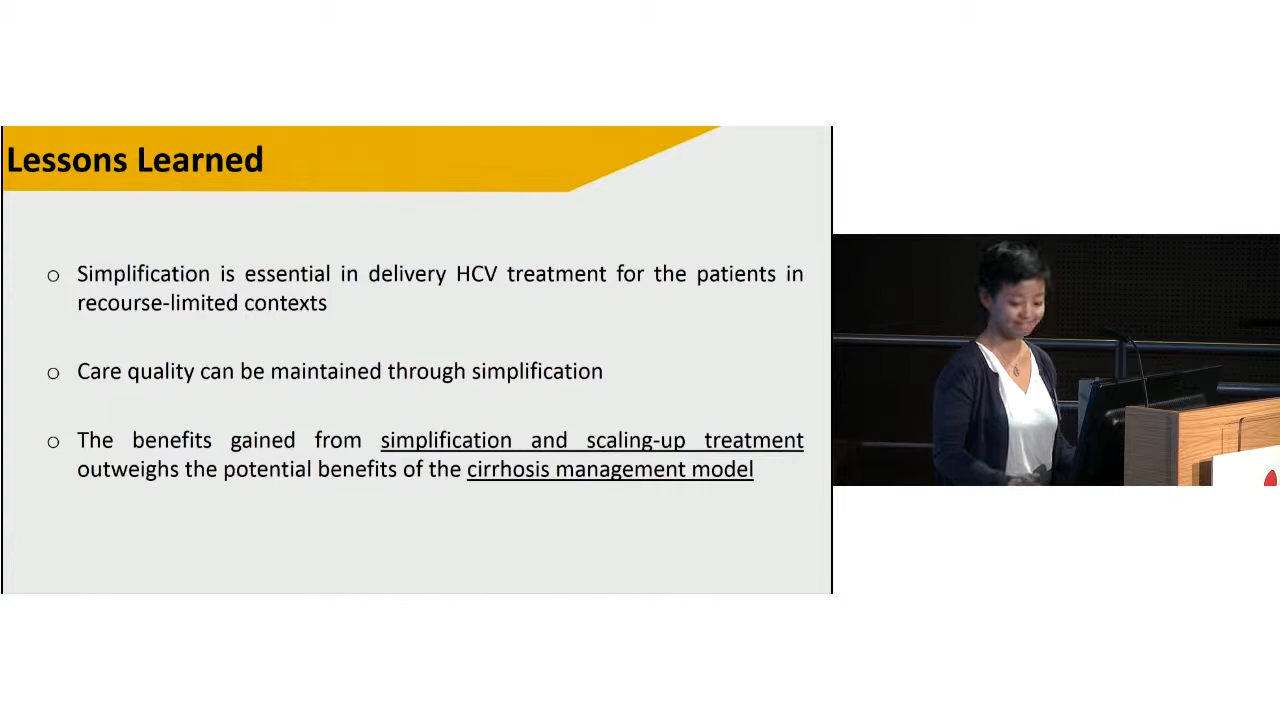 Lessons Learned
o Simplification is essential in delivery HCV treatment for the patients in
recourse-limited contexts
o Care quality can be maintained through simplification
o The benefits gained from simplification and scaling-up treatment
outweighs the potential benefits of the cirrhosis management model